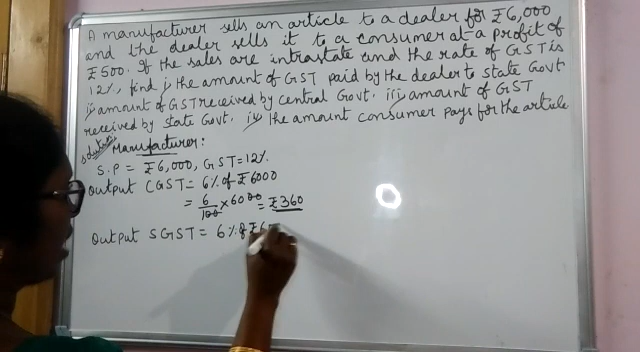 A manufacturer sells an article to a dealer for ₹6,000
and the dealer sells it to a consumer at a profit of
₹500. If the sales are intrastate and the rate of GST is
12%, find i) the amount of GST paid by the dealer to state Govt
ii) amount of GST received by Central Govt. iii) amount of GST
received by state Govt. iv) the amount consumer pays for the article
Solution:
Manufacturer:
S.P = ₹6,000, GST = 12%.
Output CGST = 6% of ₹6000
= 6/100 × 6000 = ₹360
Output SGST = 6% of ₹6